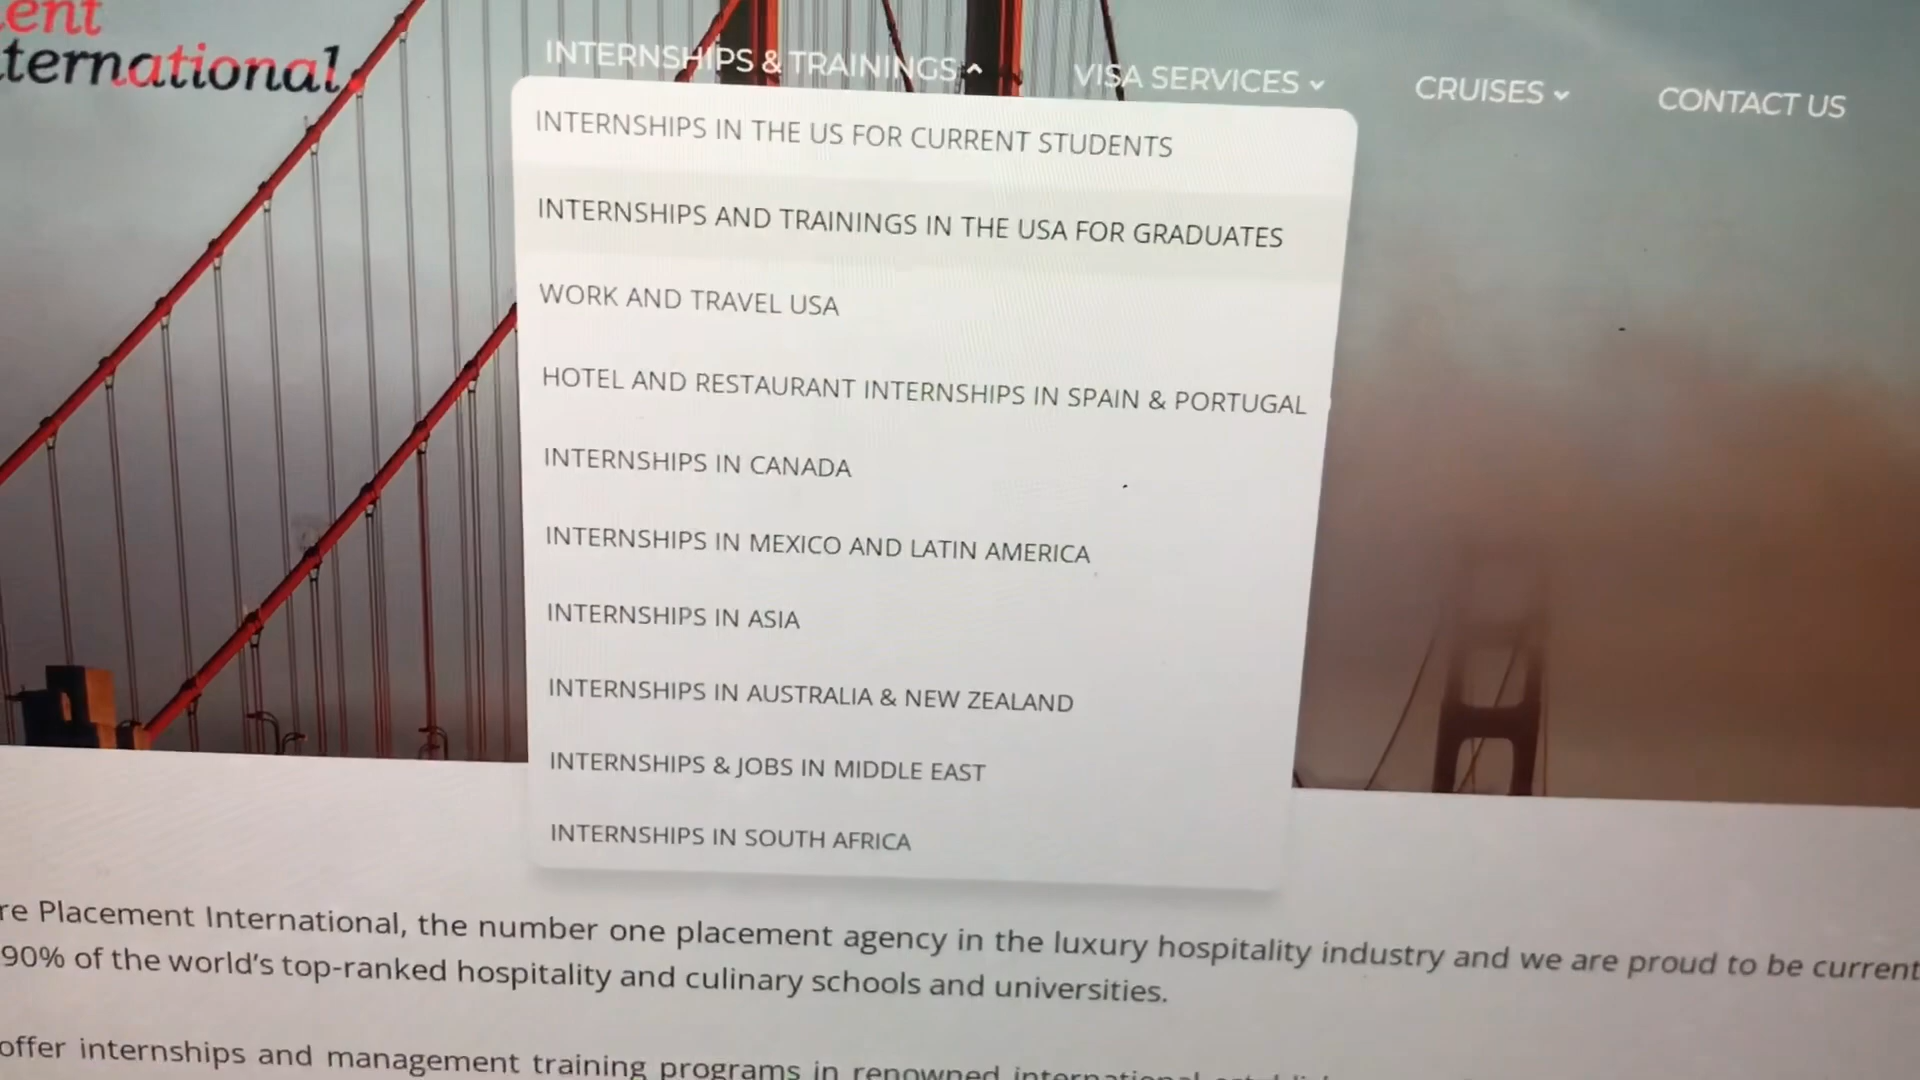 ternational
INTERNSHIPS & TRAININGS
VISA SERVICES
CRUISES
CONTACT US
INTERNSHIPS IN THE US FOR CURRENT STUDENTS
INTERNSHIPS AND TRAININGS IN THE USA FOR GRADUATES
WORK AND TRAVEL USA
HOTEL AND RESTAURANT INTERNSHIPS IN SPAIN & PORTUGAL
INTERNSHIPS IN CANADA
INTERNSHIPS IN MEXICO AND LATIN AMERICA
INTERNSHIPS IN ASIA
INTERNSHIPS IN AUSTRALIA & NEW ZEALAND
INTERNSHIPS & JOBS IN MIDDLE EAST
INTERNSHIPS IN SOUTH AFRICA
re Placement International, the number one placement agency in the luxury hospitality industry and we are proud to be current
90% of the world's top-ranked hospitality and culinary schools and universities.
offer internships and management training programs in renowned international